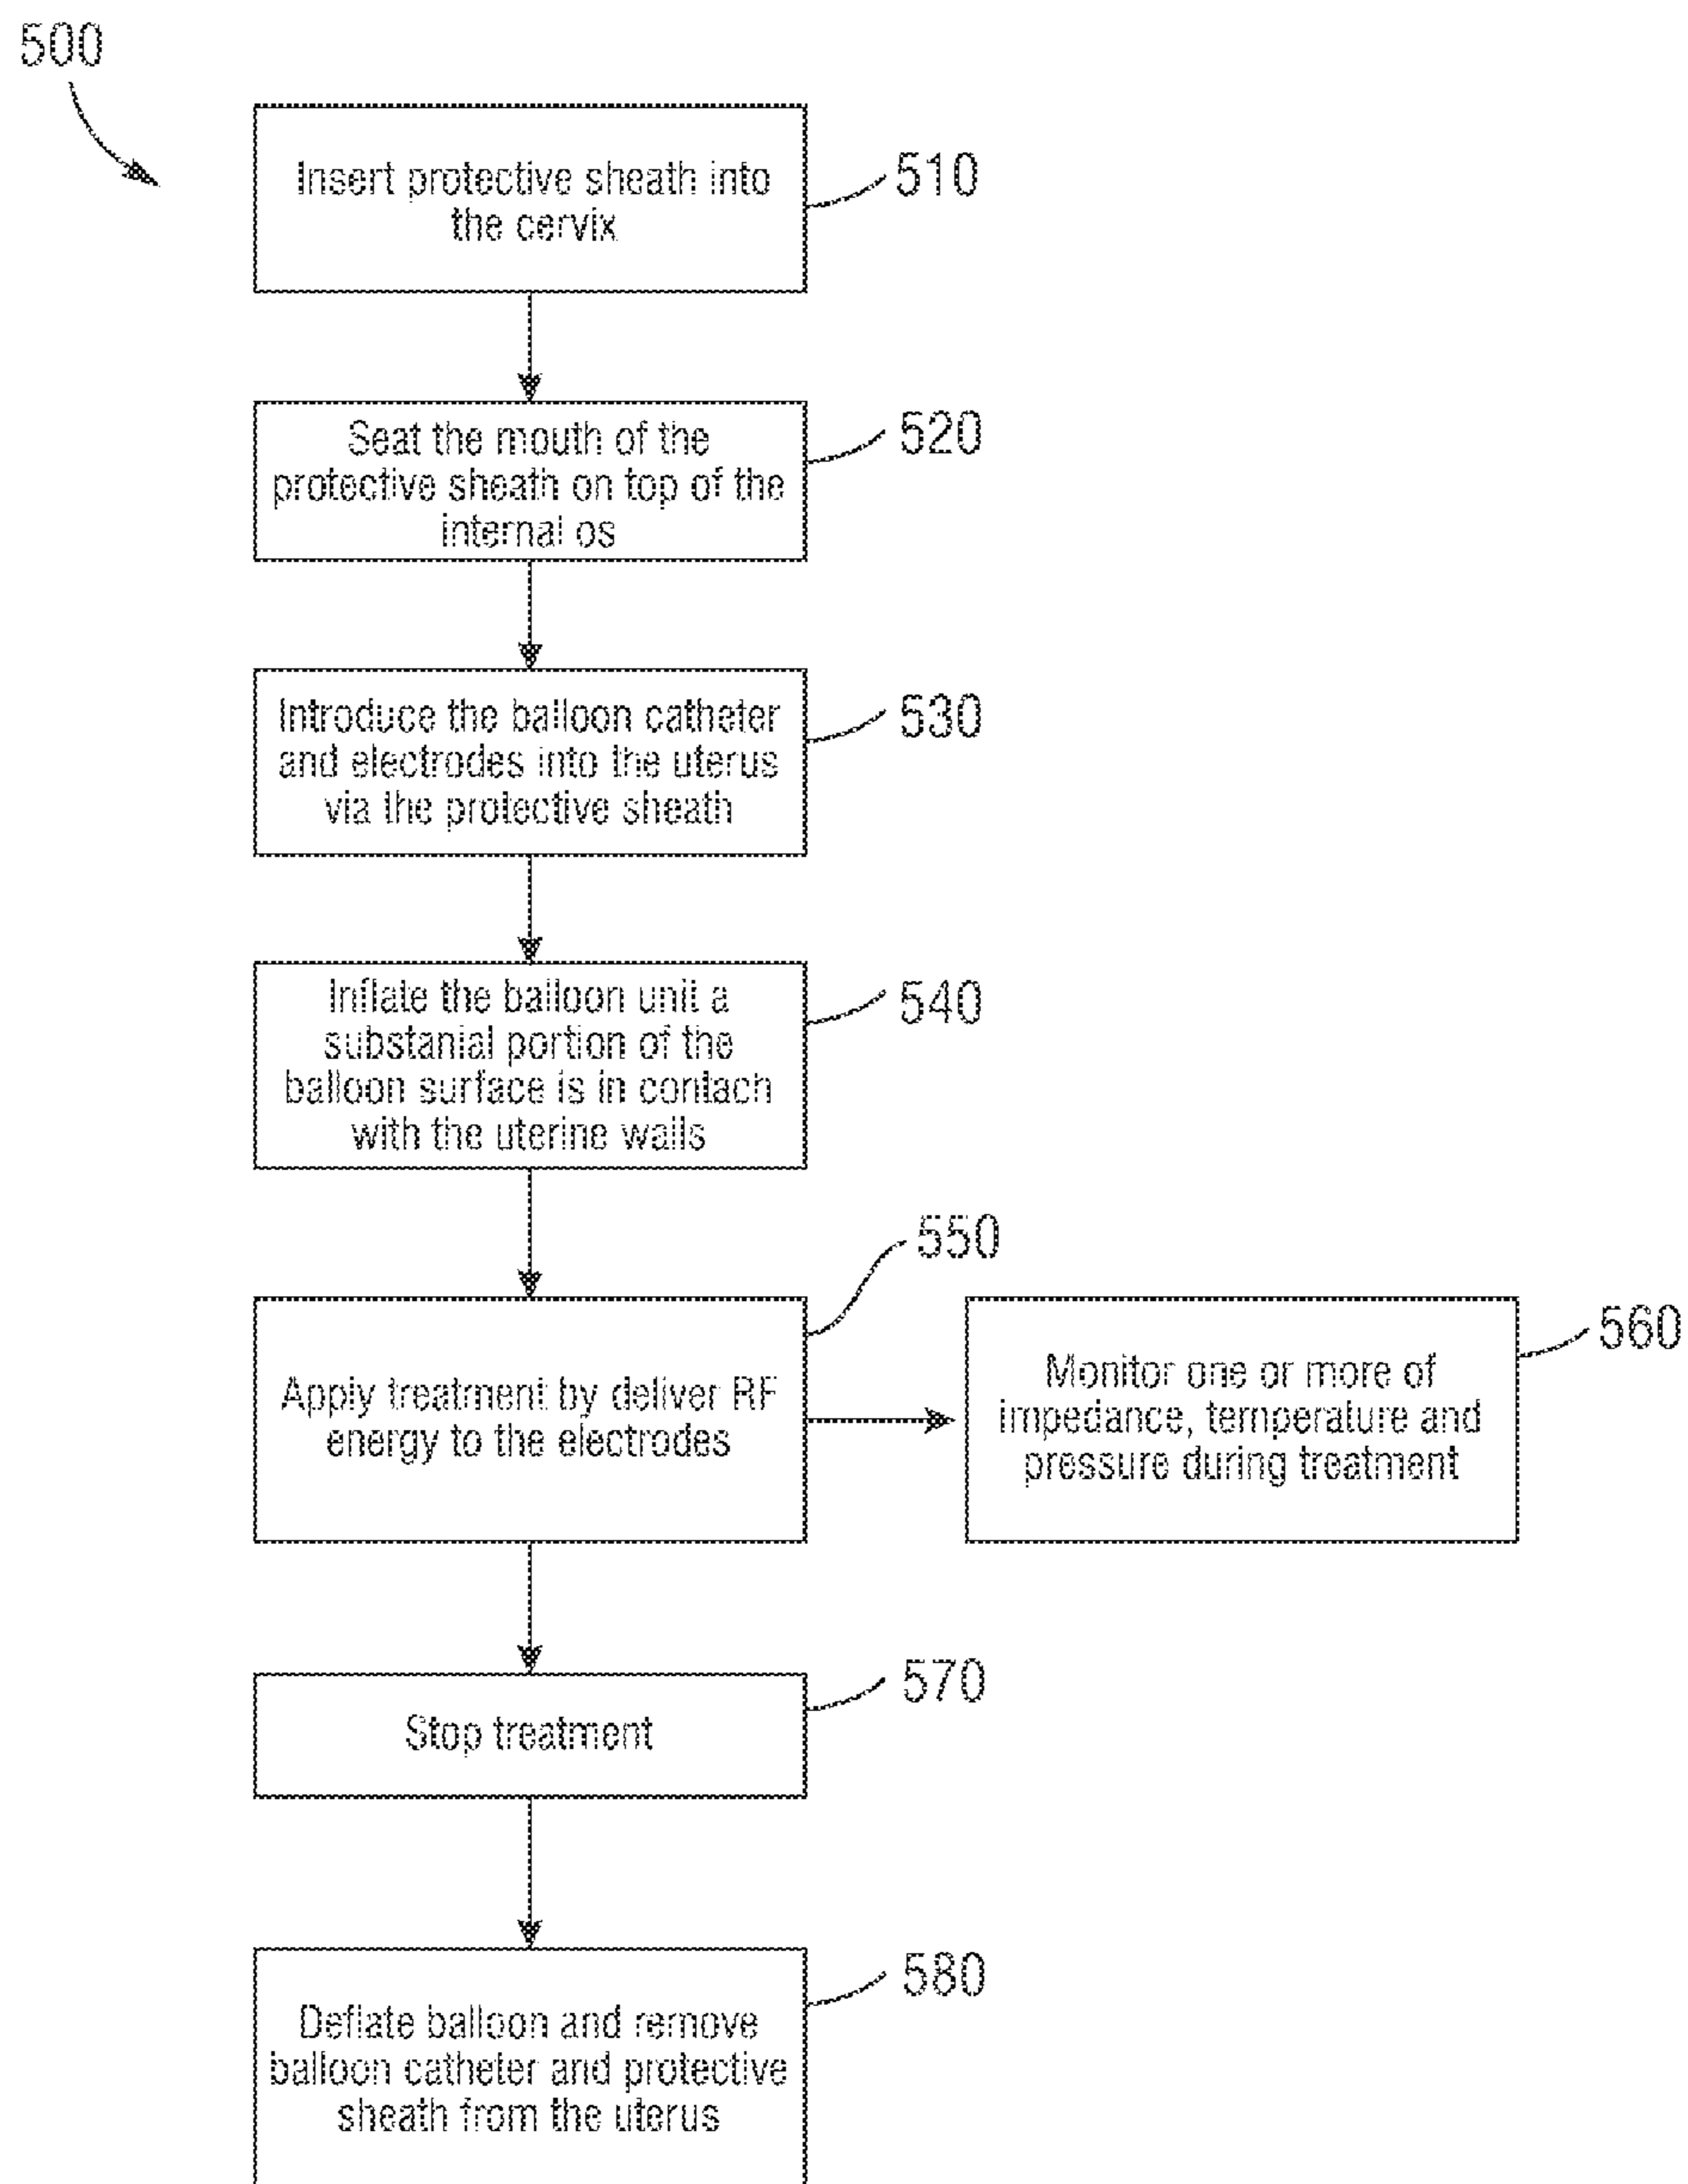 500
Insert protective sheath into
the cervix
510
Seat the mouth of the
protective sheath on top of the
internal os
520
Introduce the balloon catheter
and electrodes into the uterus
via the protective sheath
530
Inflate the balloon unit a
substanial portion of the
balloon surface is in contach
with the uterine walls
540
550
Apply treatment by deliver RF
energy to the electrodes
Monitor one or more of
impedance, temperature and
pressure during treatment
560
Stop treatment
570
Deflate balloon and remove
balloon catheter and protective
sheath from the uterus
580